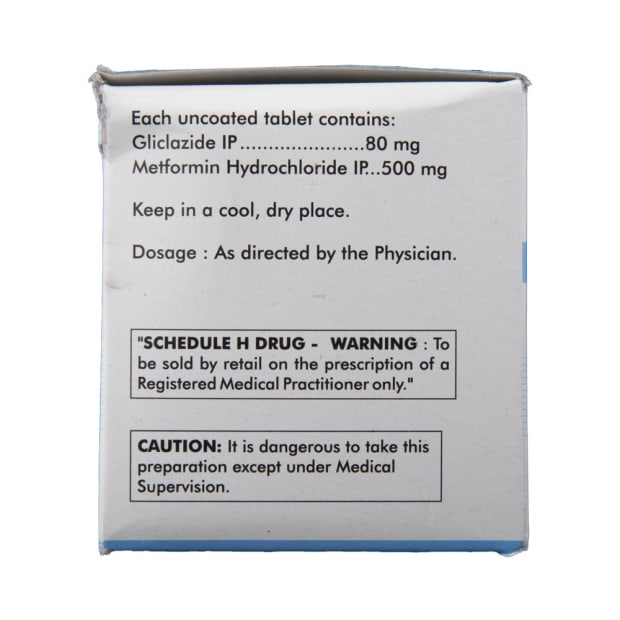 Each uncoated tablet contains:
Gliclazide IP......................80 mg
Metformin Hydrochloride IP...500 mg
Keep in a cool, dry place.
Dosage : As directed by the Physician.
"SCHEDULE H DRUG - WARNING : To
be sold by retail on the prescription of a
Registered Medical Practitioner only."
CAUTION: It is dangerous to take this
preparation except under Medical
Supervision.